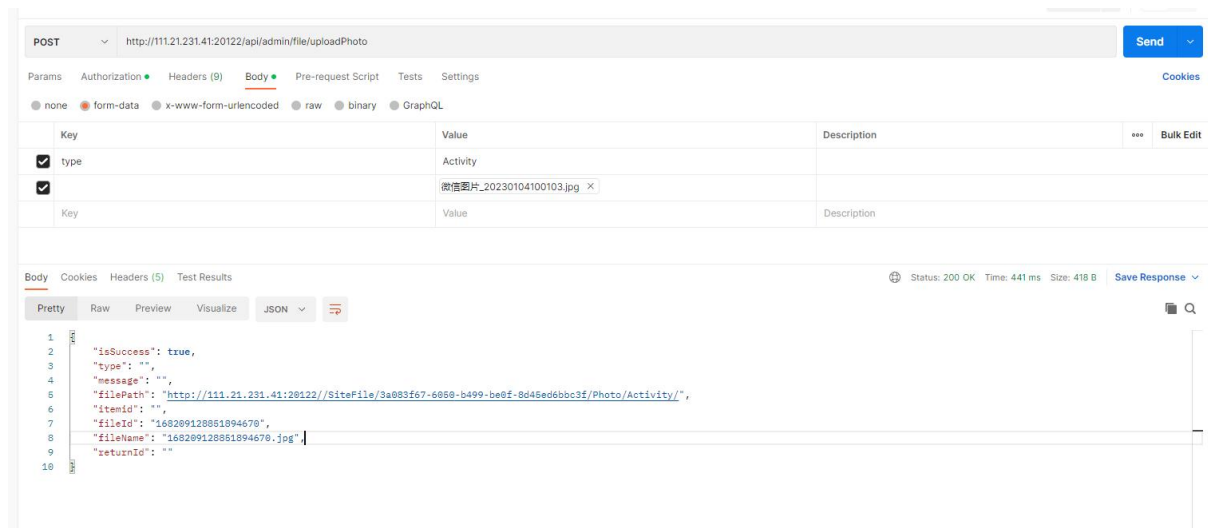 POST http://111.21.231.41:20122/api/admin/file/uploadPhoto Send
Params Authorization Headers (9) Body Pre-request Script Tests Settings Cookies
none form-data x-www-form-urlencoded raw binary GraphQL
Key Value Description Bulk Edit
type Activity
微信图片_20230104100103.jpg
Key Value Description
Body Cookies Headers (5) Test Results Status: 200 OK Time: 441 ms Size: 418 B Save Response
Pretty Raw Preview Visualize JSON
1 {
2 "isSuccess": true,
3 "type": "",
4 "message": "",
5 "filePath": "http://111.21.231.41:20122//SiteFile/3a083f67-6050-b499-be0f-8d45ed6bbc3f/Photo/Activity/",
6 "itemid": "",
7 "fileId": "168209128851894670",
8 "fileName": "168209128851894670.jpg",
9 "returnId": ""
10 }